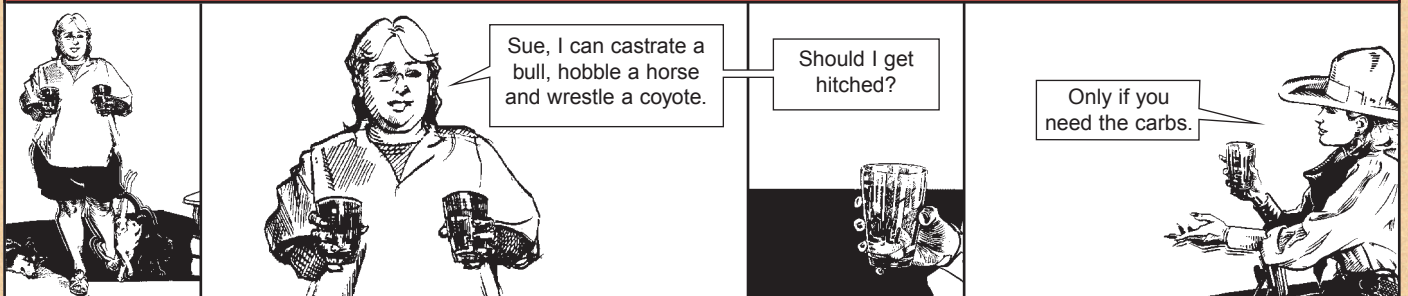 Sue, I can castrate a
bull, hobble a horse
and wrestle a coyote.
Should I get
hitched?
Only if you
need the carbs.